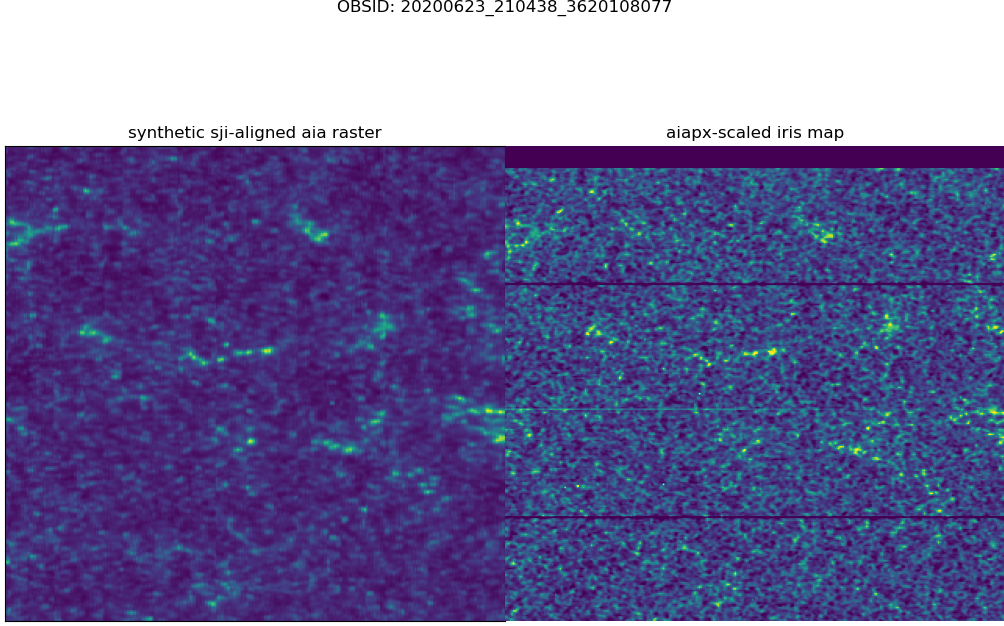 OBSID: 20200623_210438_3620108077
synthetic sji-aligned aia raster
aiapx-scaled iris map